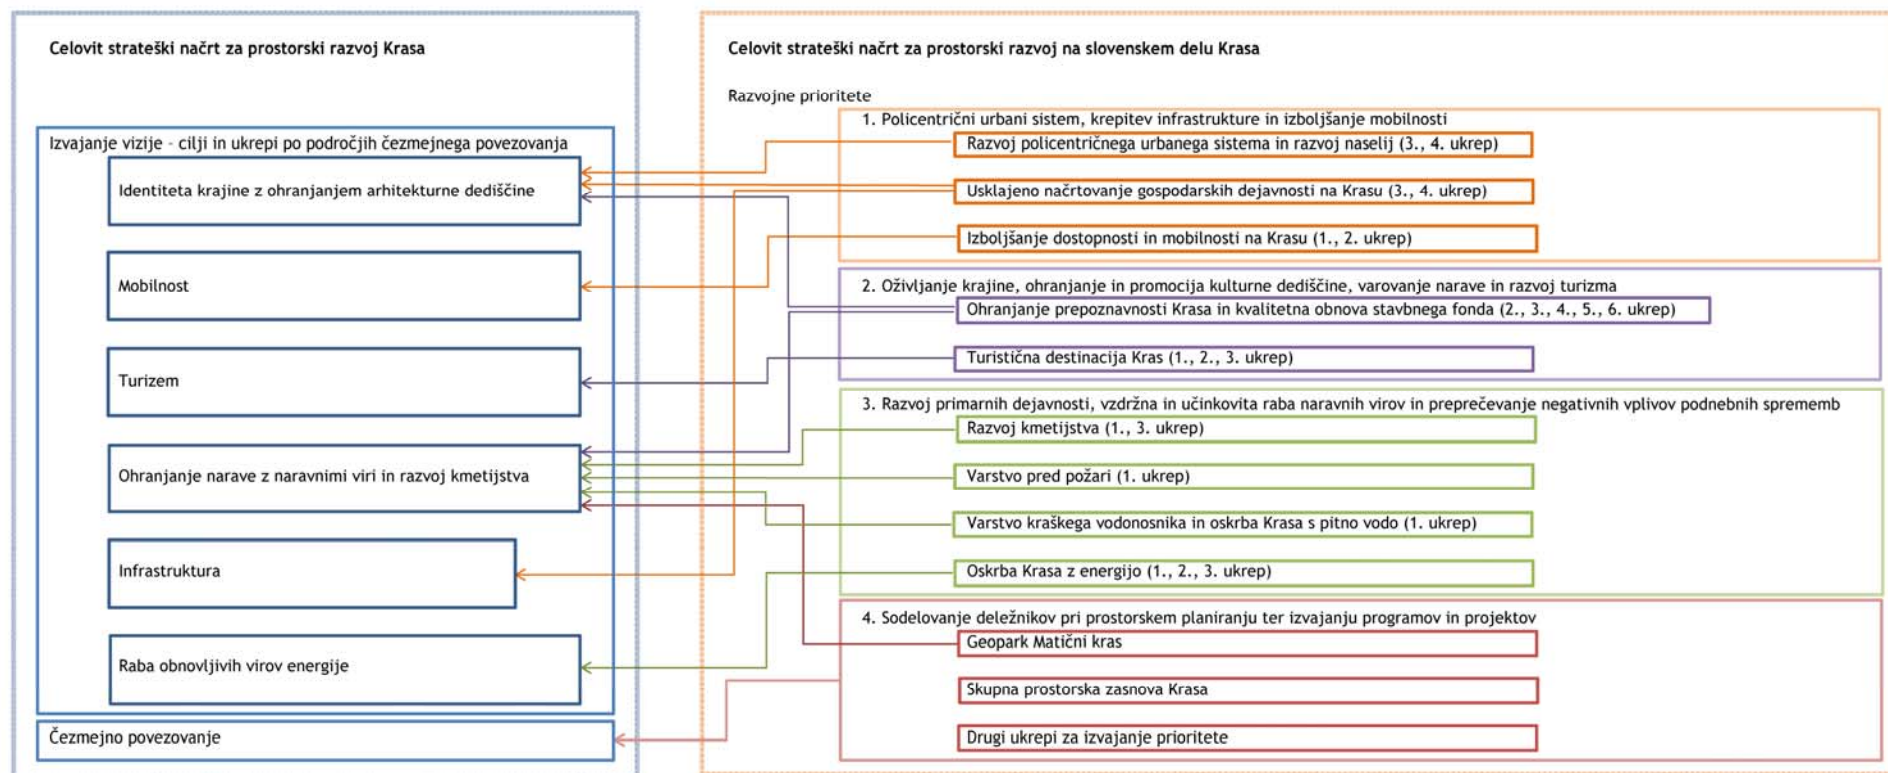 Celovit strateški načrt za prostorski razvoj Krasa
Izvajanje vizije - cilji in ukrepi po področjih čezmejnega povezovanja
Identiteta krajine z ohranjanjem arhitekturne dediščine
Mobilnost
Turizem
Ohranjanje narave z naravnimi viri in razvoj kmetijstva
Infrastruktura
Raba obnovljivih virov energije
Čezmejno povezovanje
Celovit strateški načrt za prostorski razvoj na slovenskem delu Krasa
Razvojne prioritete
1. Policentrični urbani sistem, krepitev infrastrukture in izboljšanje mobilnosti
Razvoj policentričnega urbanega sistema in razvoj naselij (3., 4. ukrep)
Usklajeno načrtovanje gospodarskih dejavnosti na Krasu (3., 4. ukrep)
Izboljšanje dostopnosti in mobilnosti na Krasu (1., 2. ukrep)
2. Oživljanje krajine, ohranjanje in promocija kulturne dediščine, varovanje narave in razvoj turizma
Ohranjanje prepoznavnosti Krasa in kvalitetna obnova stavbnega fonda (2., 3., 4., 5., 6. ukrep)
Turistična destinacija Kras (1., 2., 3. ukrep)
3. Razvoj primarnih dejavnosti, vzdržna in učinkovita raba naravnih virov in preprečevanje negativnih vplivov podnebnih sprememb
Razvoj kmetijstva (1., 3. ukrep)
Varstvo pred požari (1. ukrep)
Varstvo kraškega vodonosnika in oskrba Krasa s pitno vodo (1. ukrep)
Oskrba Krasa z energijo (1., 2., 3. ukrep)
4. Sodelovanje deležnikov pri prostorskem planiranju ter izvajanju programov in projektov
Geopark Matični kras
Skupna prostorska zasnova Krasa
Drugi ukrepi za izvajanje prioritete